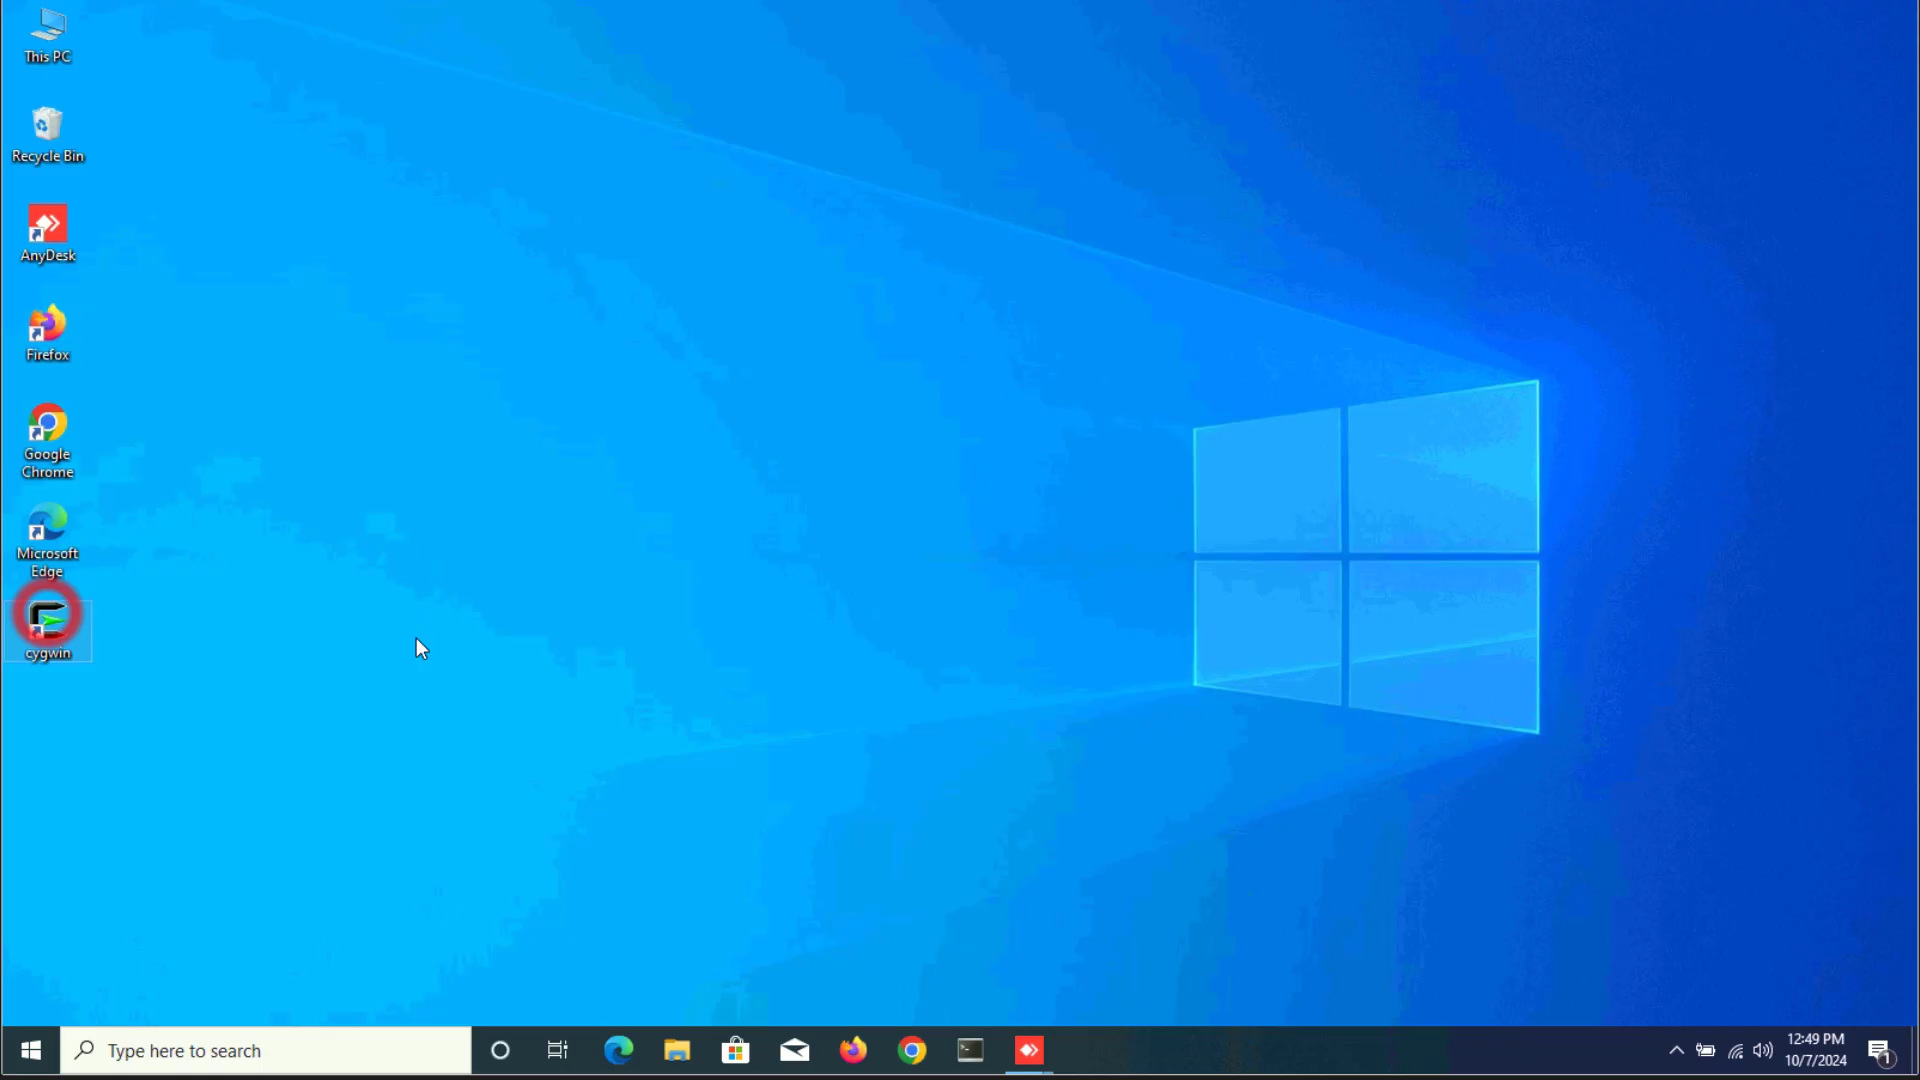 This PC
Recycle Bin
AnyDesk
Firefox
Google
Chrome
Microsoft
Edge
cygwin
Type here to search
12:49 PM
10/7/2024
1